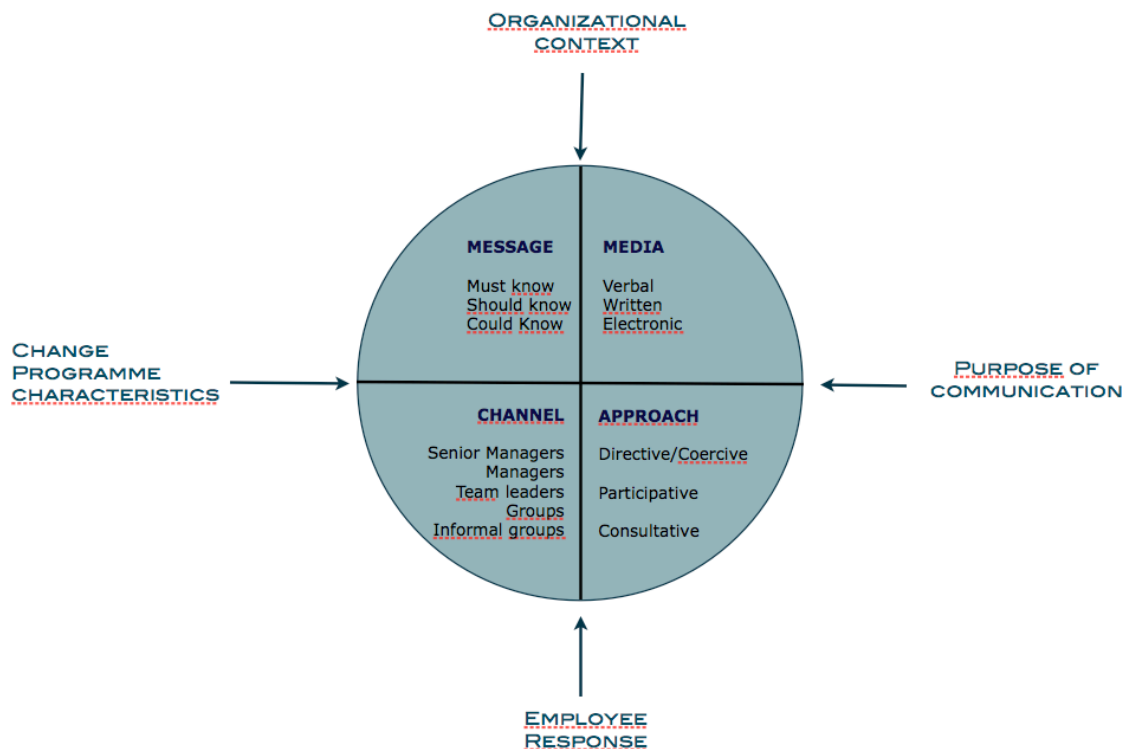 ORGANIZATIONAL
CONTEXT
MESSAGE
Must know
Should know
Could Know
MEDIA
Verbal
Written
Electronic
CHANGE
PROGRAMME
CHARACTERISTICS
PURPOSE OF
COMMUNICATION
CHANNEL
Senior Managers
Managers
Team leaders
Groups
Informal groups
APPROACH
Directive/Coercive
Participative
Consultative
EMPLOYEE
RESPONSE